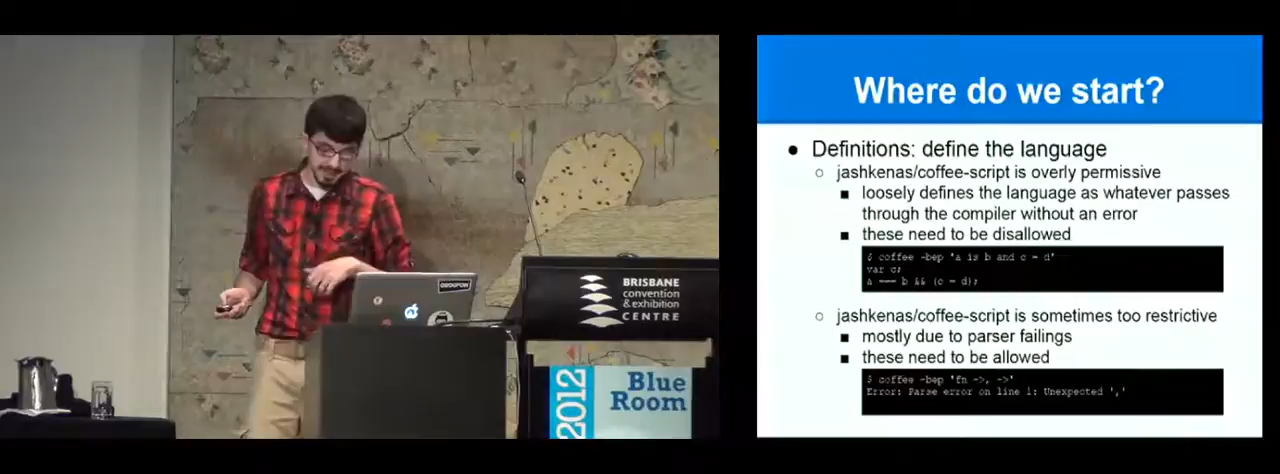 GROUPON
BRISBANE
convention
& exhibition
CENTRE
2012
Blue
Room
Where do we start?
● Definitions: define the language
○ jashkenas/coffee-script is overly permissive
■ loosely defines the language as whatever passes
through the compiler without an error
■ these need to be disallowed
$ coffee -bep 'a is b and c = d'
var c;
a === b && (c = d);
○ jashkenas/coffee-script is sometimes too restrictive
■ mostly due to parser failings
■ these need to be allowed
$ coffee -bep 'fn ->, ->'
Error: Parse error on line 1: Unexpected ','